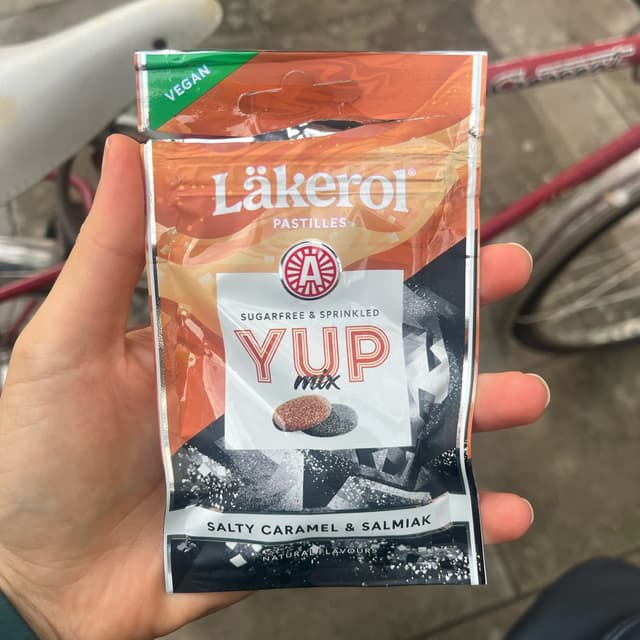 VEGAN
Läkerol®
PASTILLES
A
SUGARFREE & SPRINKLED
YUP
mix
SALTY CARAMEL & SALMIAK
NATURAL FLAVOURS